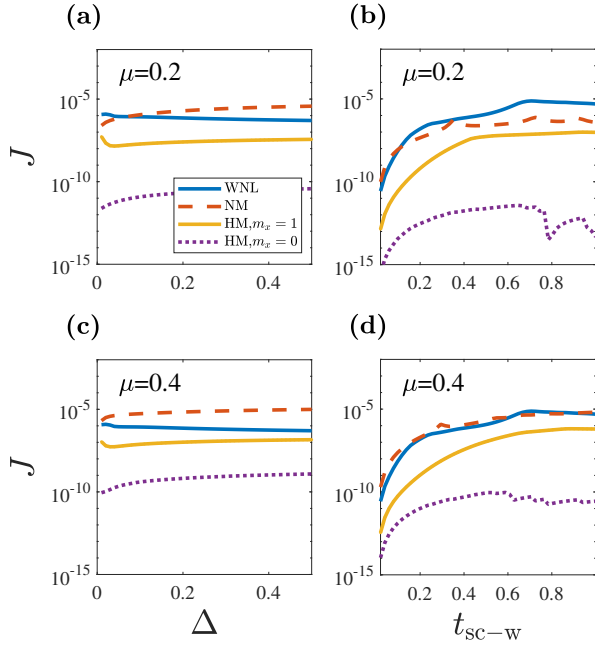 (a)
(b)
μ=0.2
μ=0.2
10^-5
10^-5
J
10^-10
10^-10
WNL
NM
HM,m_x = 1
HM,m_x = 0
10^-15
10^-15
0 0.2 0.4
0.2 0.4 0.6 0.8
(c)
(d)
μ=0.4
μ=0.4
10^-5
10^-5
J
10^-10
10^-10
10^-15
10^-15
0 0.2 0.4
0.2 0.4 0.6 0.8
Δ
t_sc−w